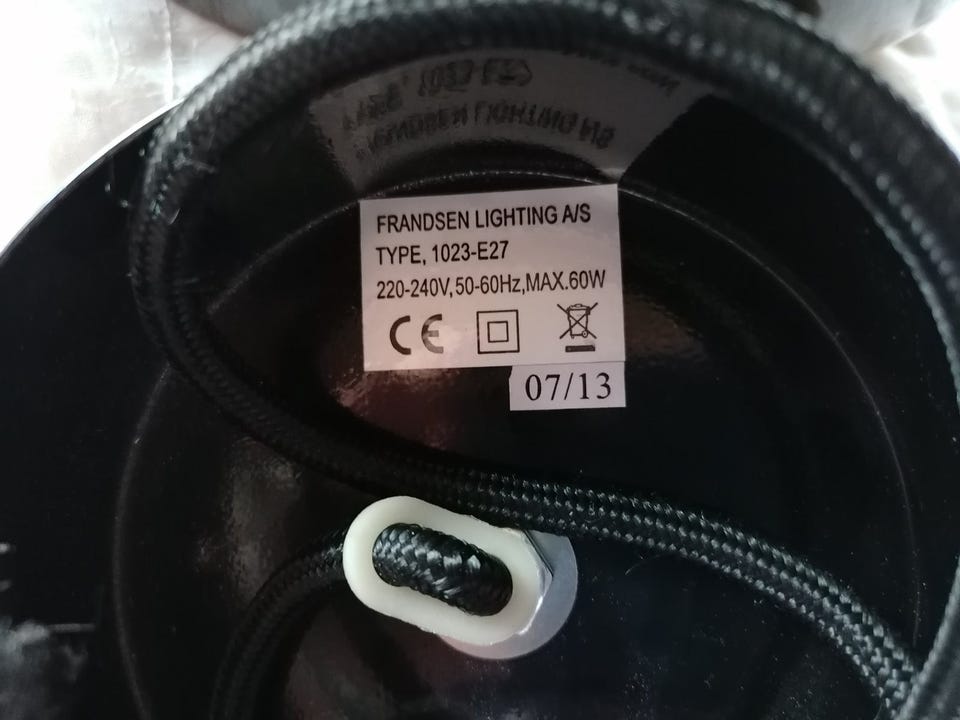 FRANDSEN LIGHTING A/S
TYPE, 1023-E27
220-240V, 50-60Hz, MAX.60W
CE
07/13